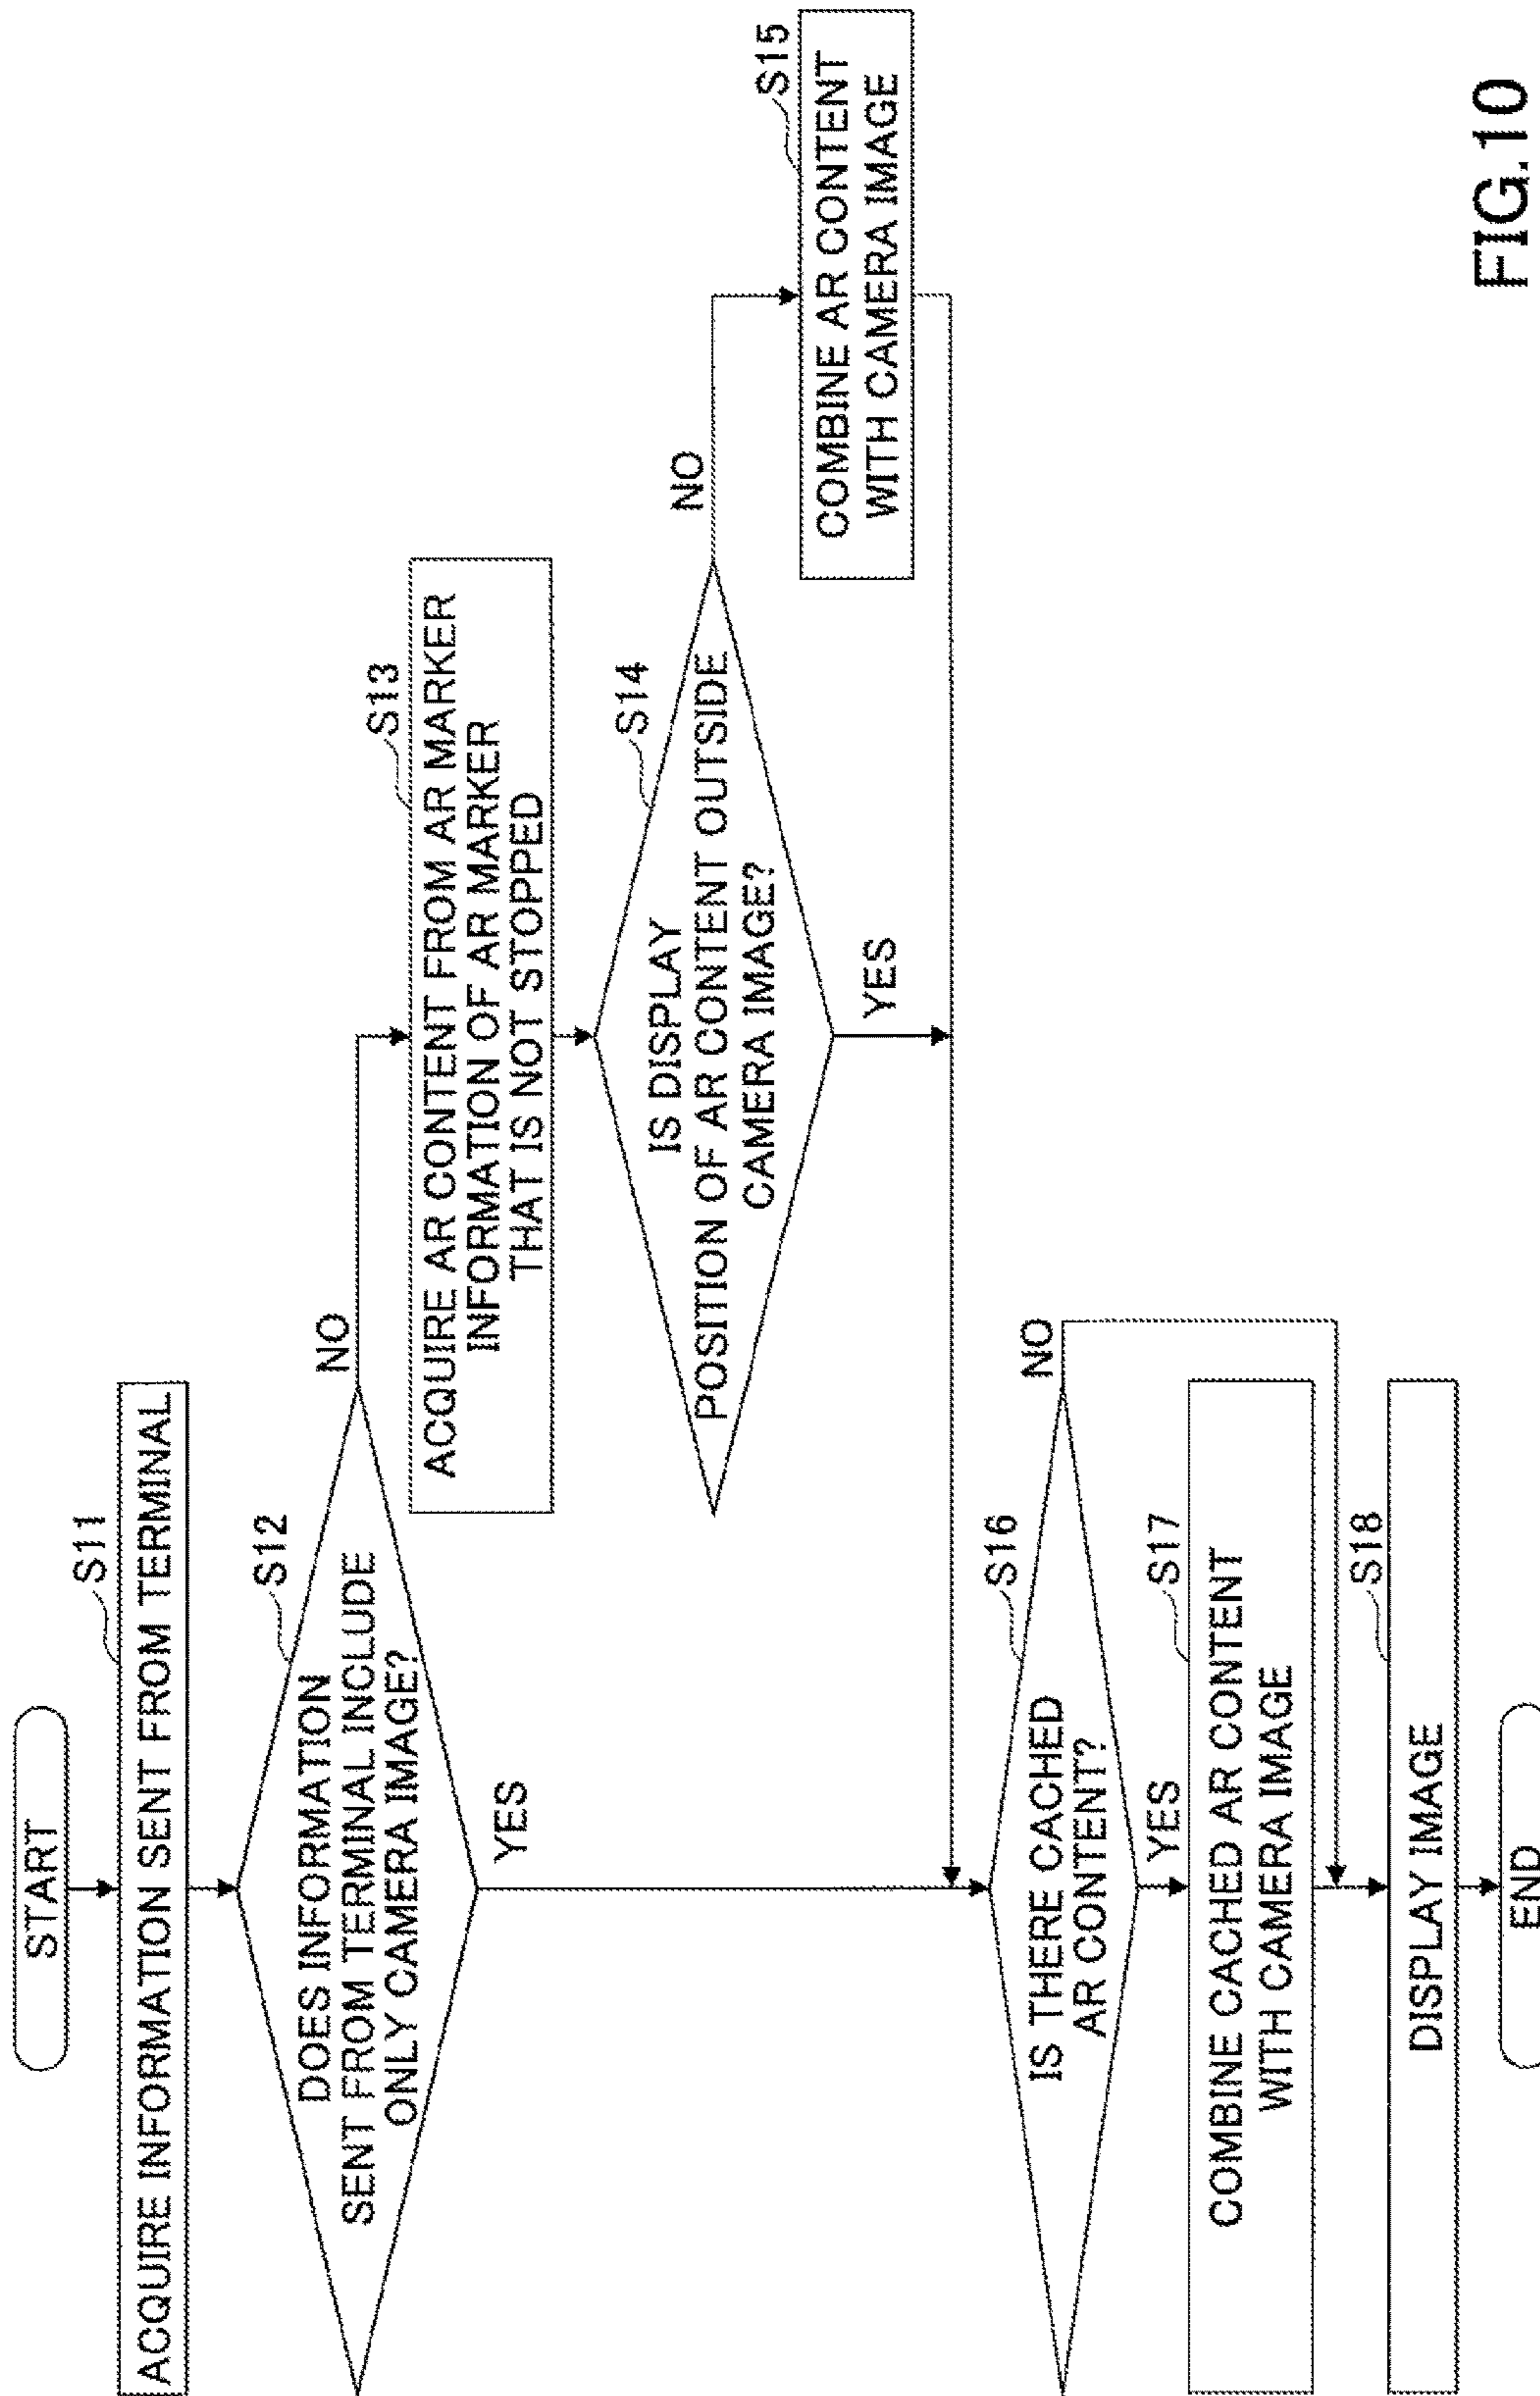 START
S11
ACQUIRE INFORMATION SENT FROM TERMINAL
S12
DOES INFORMATION
SENT FROM TERMINAL INCLUDE
ONLY CAMERA IMAGE?
NO
YES
S13
ACQUIRE AR CONTENT FROM AR MARKER
INFORMATION OF AR MARKER
THAT IS NOT STOPPED
S14
IS DISPLAY
POSITION OF AR CONTENT OUTSIDE
CAMERA IMAGE?
NO
YES
S15
COMBINE AR CONTENT
WITH CAMERA IMAGE
S16
IS THERE CACHED
AR CONTENT?
NO
YES
S17
COMBINE CACHED AR CONTENT
WITH CAMERA IMAGE
S18
DISPLAY IMAGE
END
FIG.10